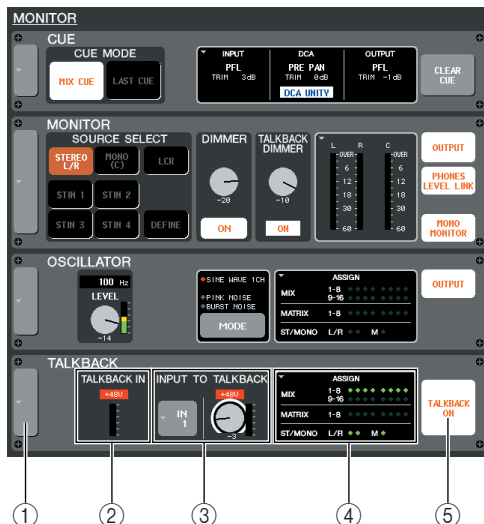 MONITOR
CUE
CUE MODE
MIX CUE
LAST CUE
INPUT
PFL
TRIM 3dB
DCA
PRE PAN
TRIM 0dB
DCA UNITY
OUTPUT
PFL
TRIM -1dB
CLEAR
CUE
MONITOR
SOURCE SELECT
STEREO
L/R
MONO
(C)
LCR
STIN 1
STIN 2
STIN 3
STIN 4
DEFINE
DIMMER
-20
ON
TALKBACK
DIMMER
-10
ON
L R C
OVER OVER
6 6
12 12
18 18
30 30
60 60
OUTPUT
PHONES
LEVEL LINK
MONO
MONITOR
OSCILLATOR
100 Hz
LEVEL
-14
SINE WAVE 1CH
PINK NOISE
BURST NOISE
MODE
ASSIGN
MIX 1-8
9-16
MATRIX 1-8
ST/MONO L/R M
OUTPUT
TALKBACK
TALKBACK IN
+48V
INPUT TO TALKBACK
IN
1
+48V
-3
ASSIGN
MIX 1-8
9-16
MATRIX 1-8
ST/MONO L/R M
TALKBACK
ON
① ② ③ ④ ⑤